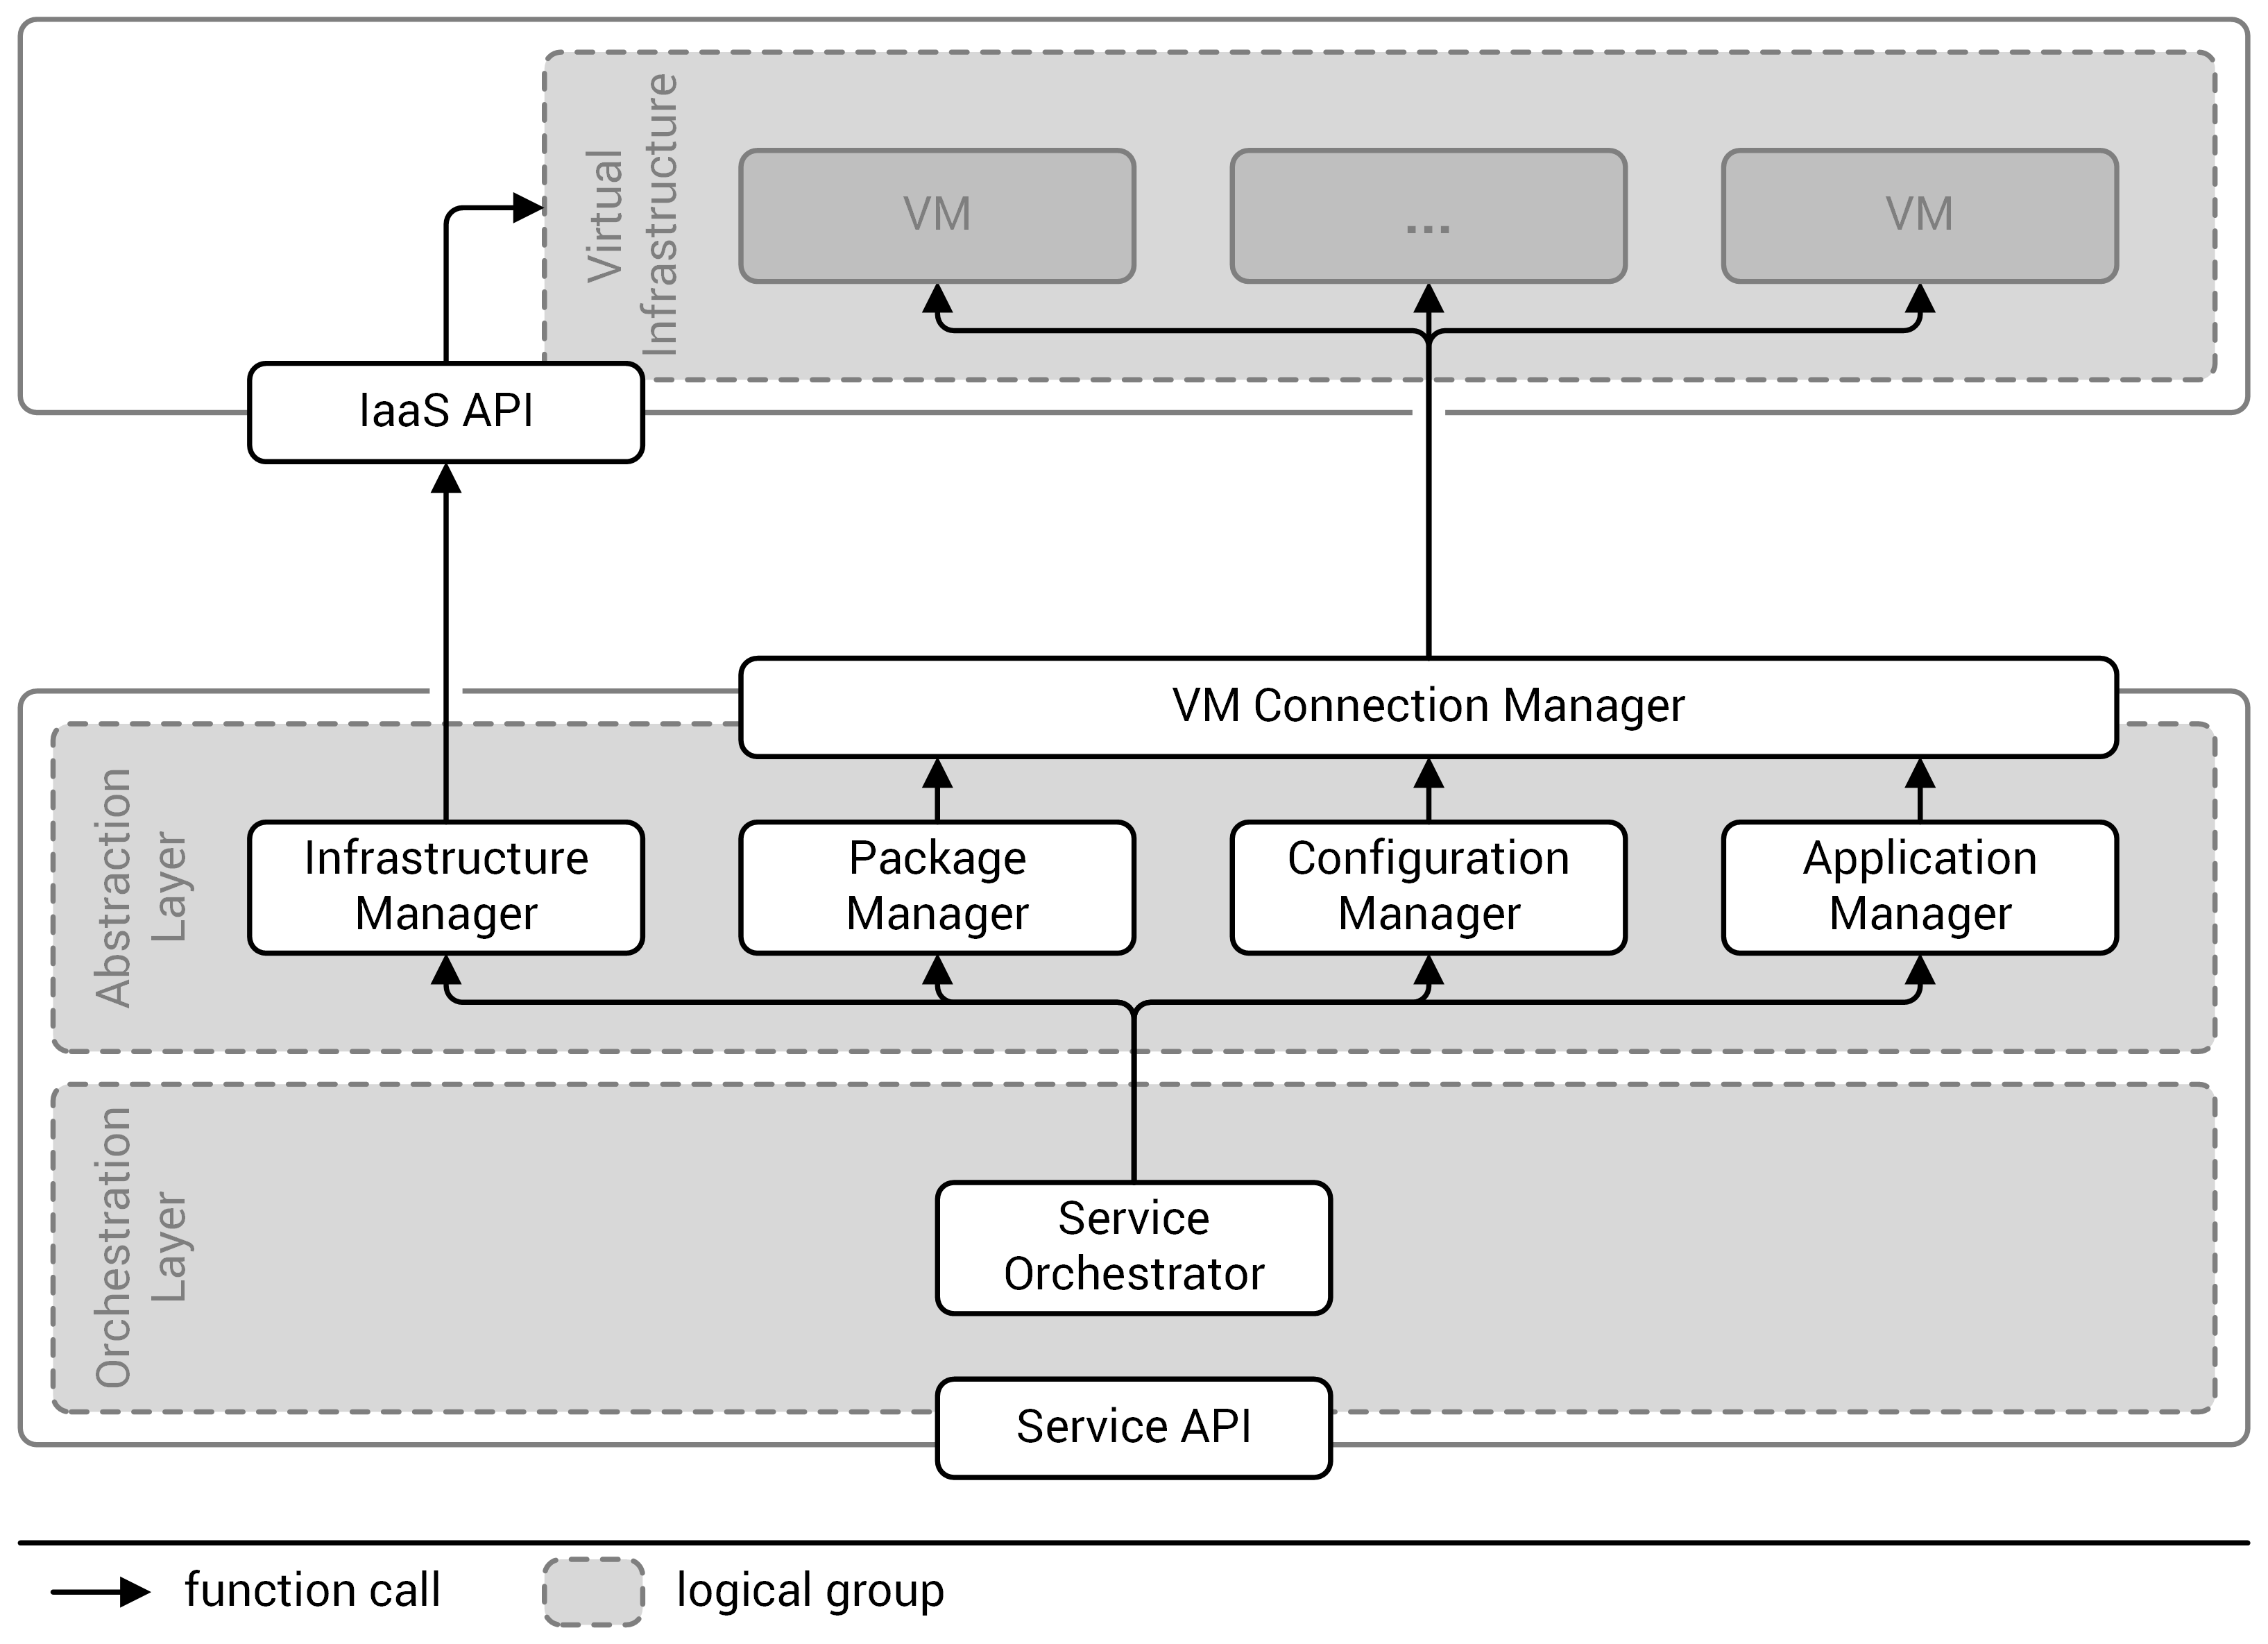 Virtual
Infrastructure
VM
...
VM
IaaS API
VM Connection Manager
Abstraction
Layer
Infrastructure
Manager
Package
Manager
Configuration
Manager
Application
Manager
Orchestration
Layer
Service
Orchestrator
Service API
function call
logical group